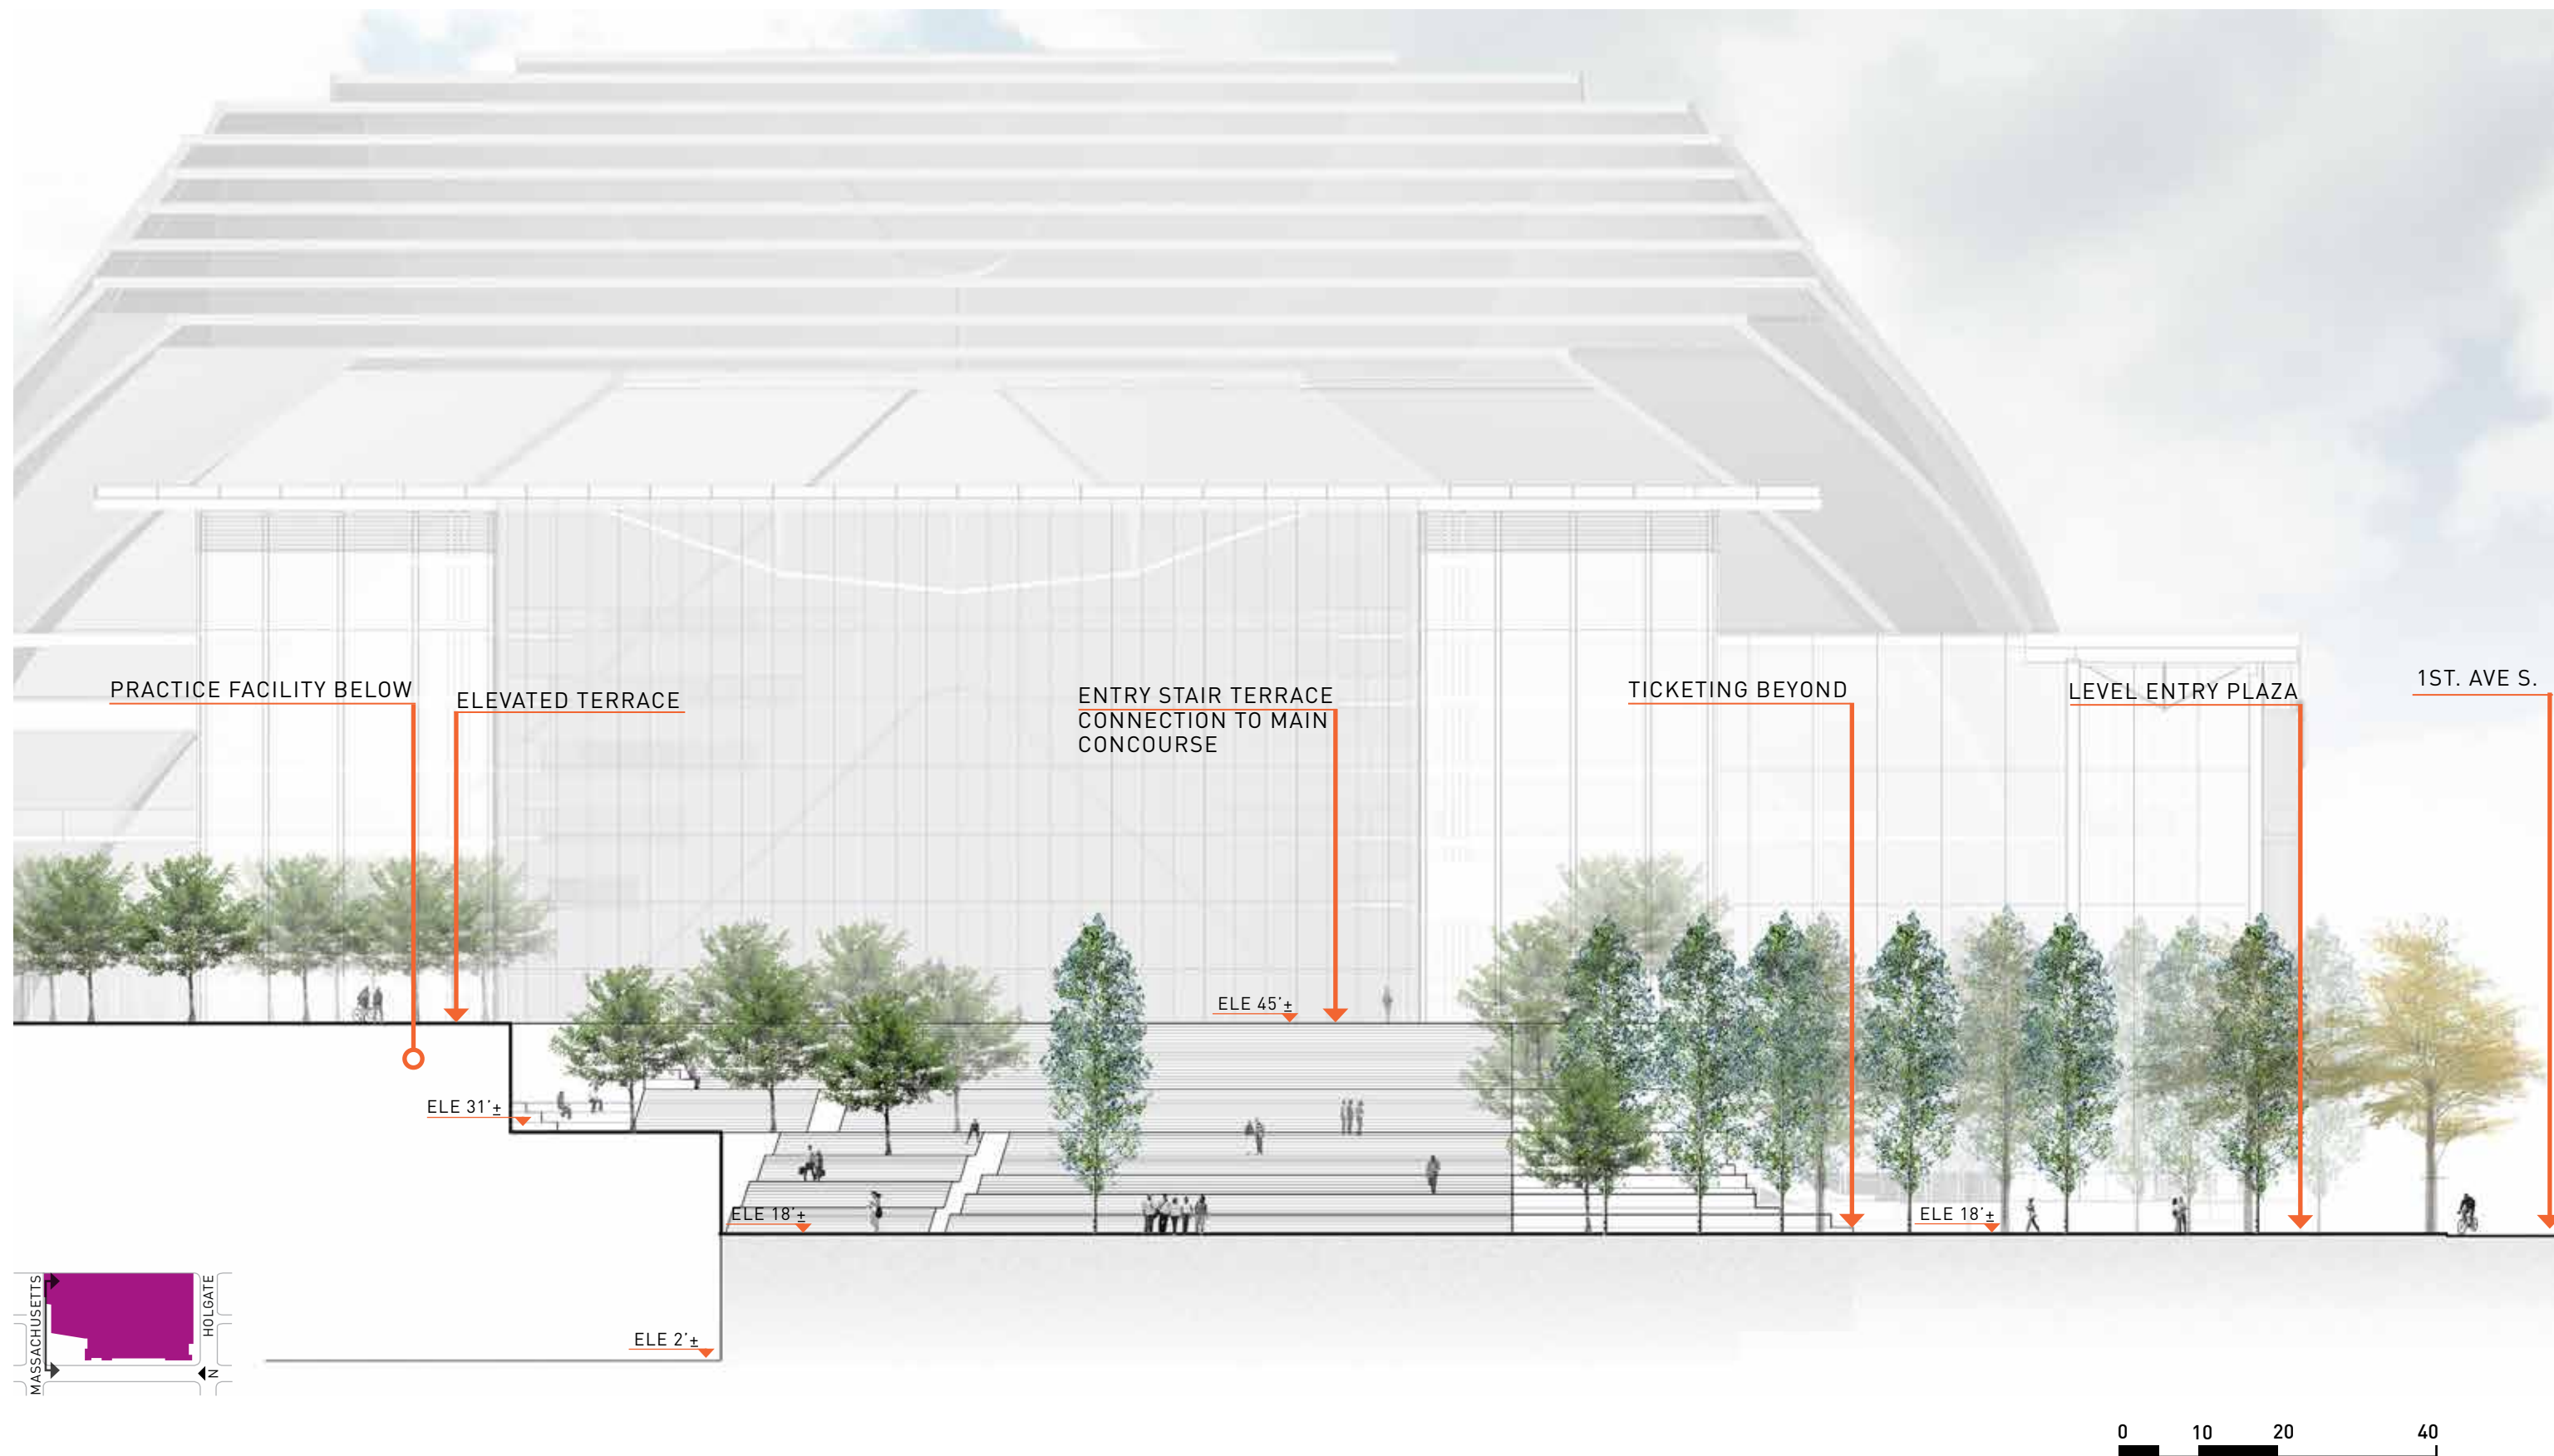 PRACTICE FACILITY BELOW
ELEVATED TERRACE
ENTRY STAIR TERRACE
CONNECTION TO MAIN
CONCOURSE
TICKETING BEYOND
LEVEL ENTRY PLAZA
1ST. AVE S.
ELE 45'±
ELE 31'±
ELE 18'±
ELE 18'±
ELE 2'±
MASSACHUSETTS
HOLGATE
N
0 10 20 40